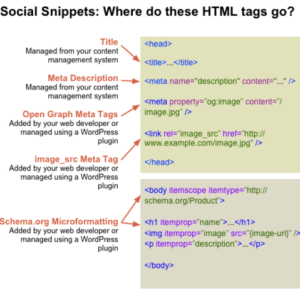 Social Snippets: Where do these HTML tags go?
Title
Managed from your content
management system
Meta Description
Managed from your content
management system
Open Graph Meta Tags
Added by your web developer or
managed using a WordPress
plugin
image_src Meta Tag
Added by your web developer or
managed using a WordPress
plugin
Schema.org Microformatting
Added by your web developer or
managed using a WordPress
plugin
<head>
<title>...</title>
<meta name="description" content="..." />
<meta property="og:image" content="/
image.jpg" />
<link rel="image_src" href="http://
www.example.com/image.jpg" />
</head>
<body itemscope itemtype="http://
schema.org/Product">
<h1 itemprop="name">...</h1>
<img itemprop="image" src="{image-url}" />
<p itemprop="description">...</p>
</body>